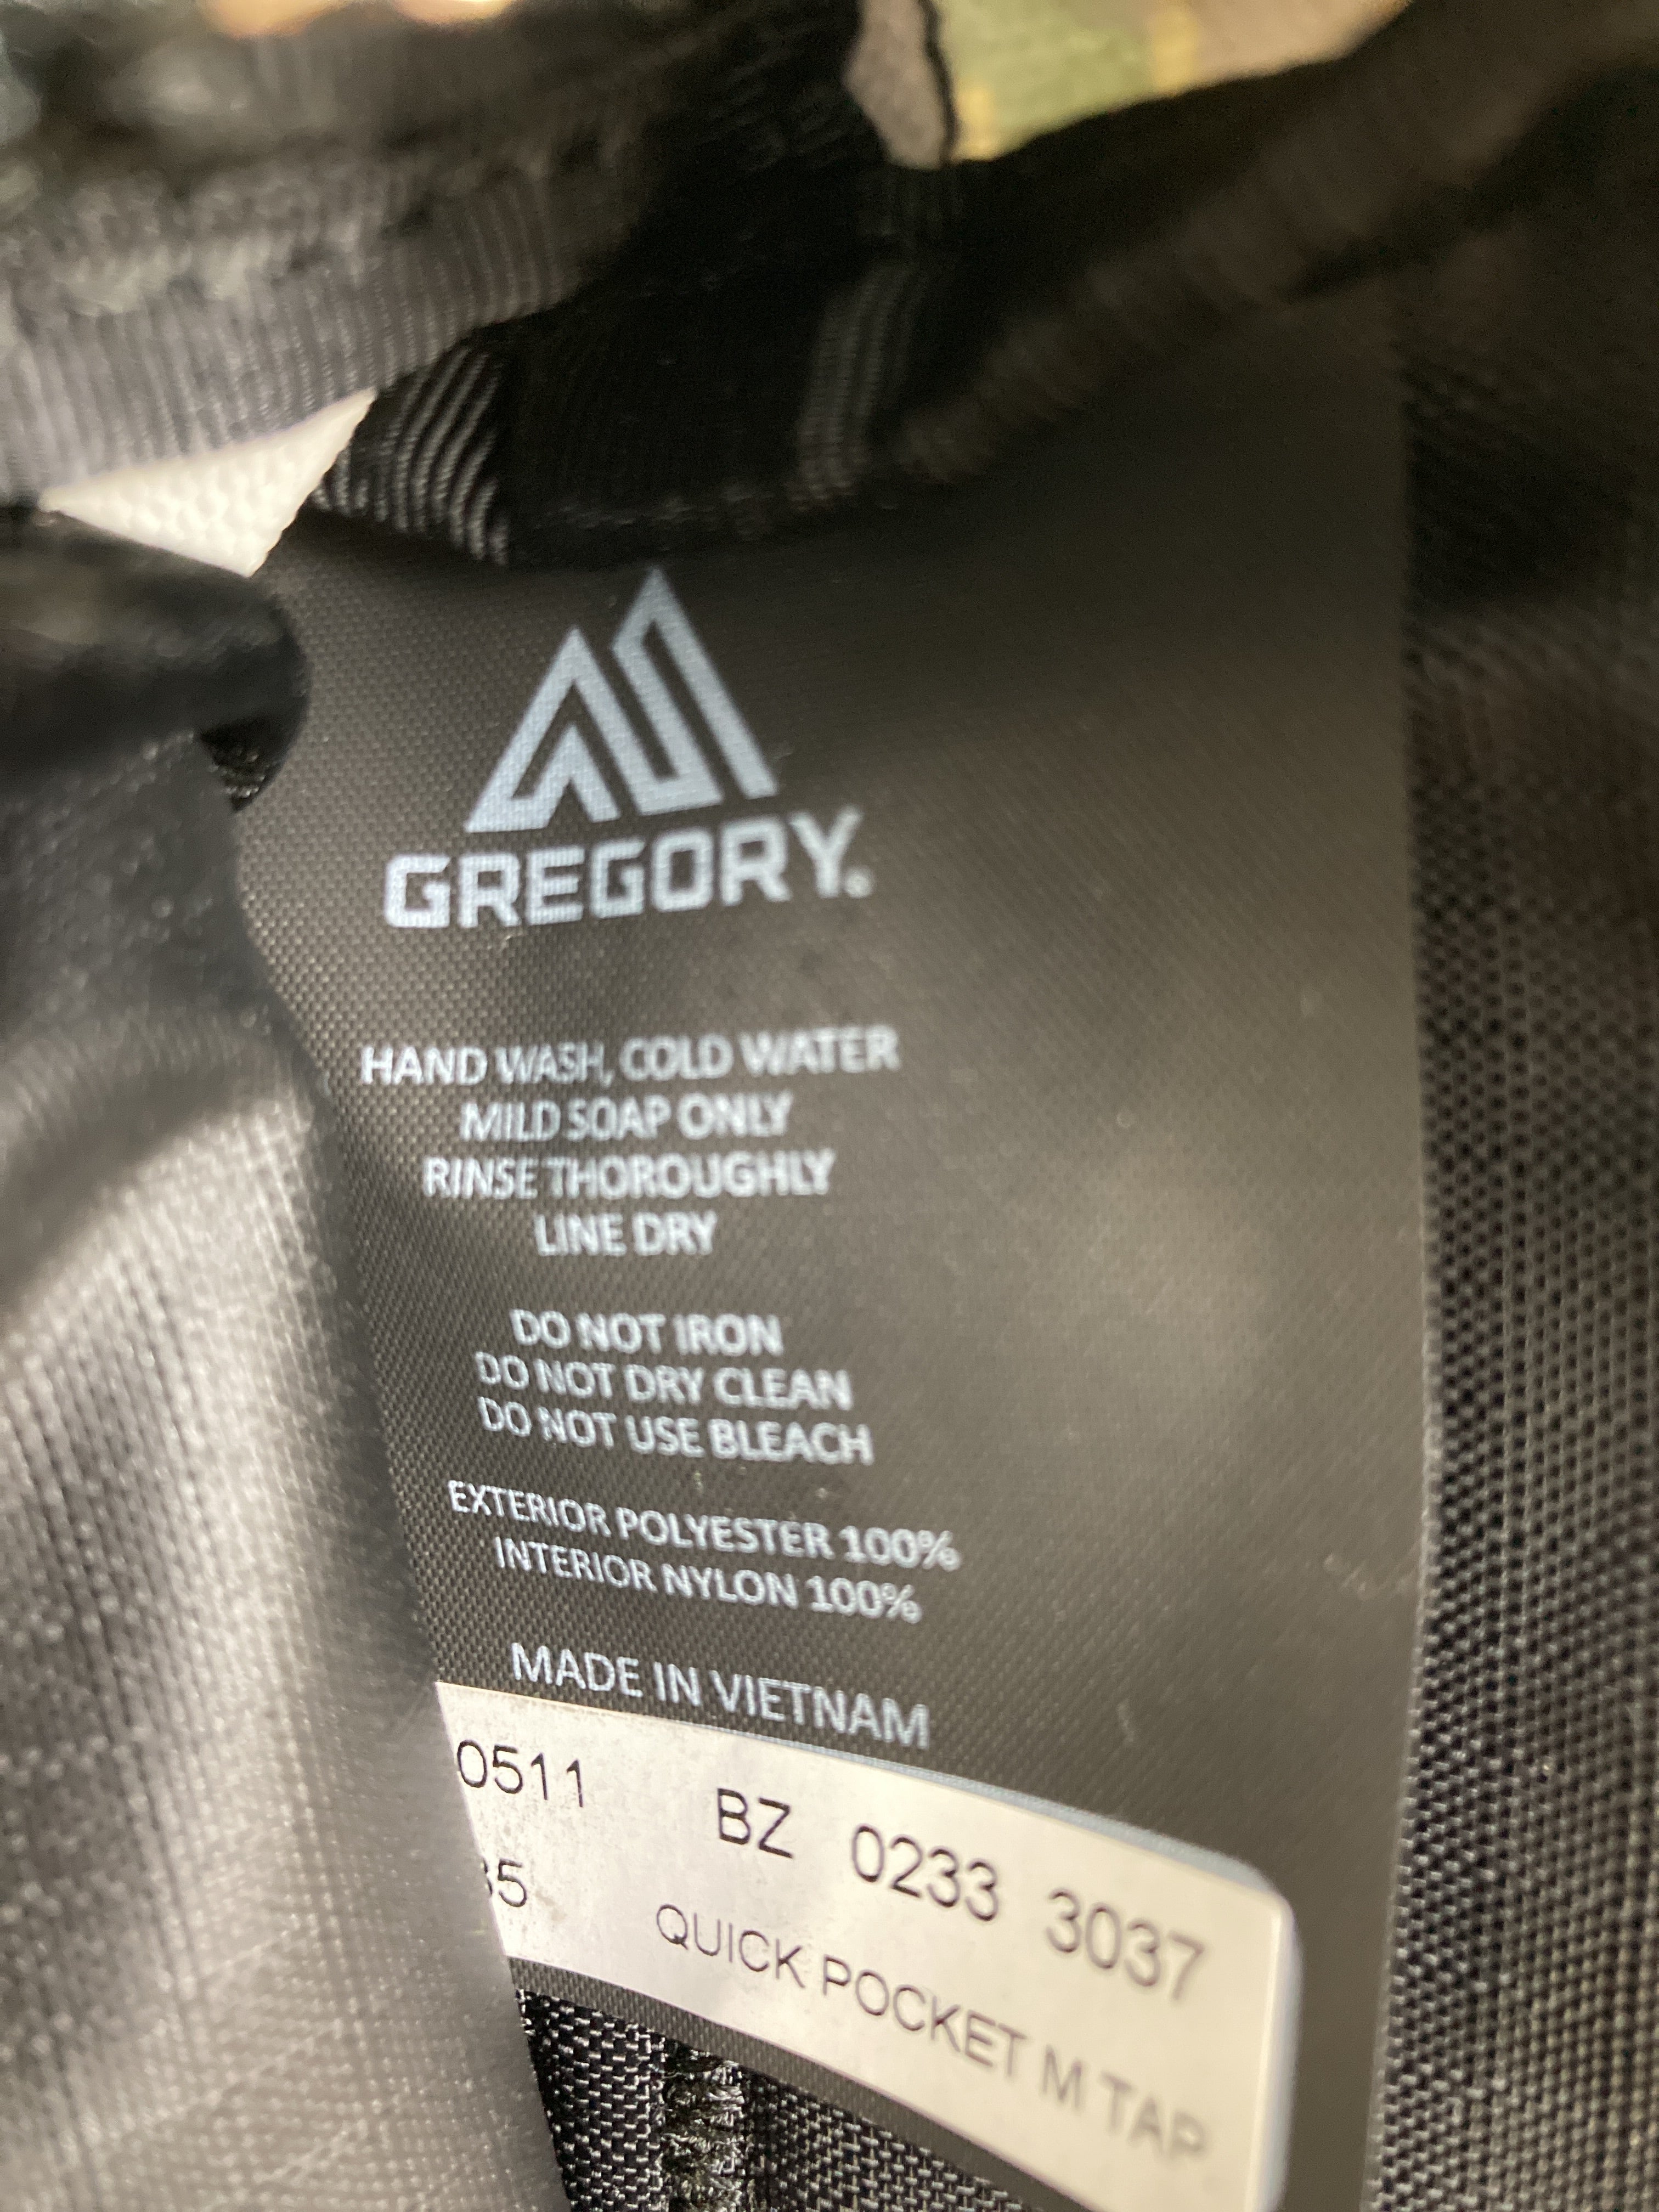 GREGORY.
HAND WASH, COLD WATER
MILD SOAP ONLY
RINSE THOROUGHLY
LINE DRY
DO NOT IRON
DO NOT DRY CLEAN
DO NOT USE BLEACH
EXTERIOR POLYESTER 100%
INTERIOR NYLON 100%
MADE IN VIETNAM
0511 BZ 0233 3037
5 QUICK POCKET M TAP